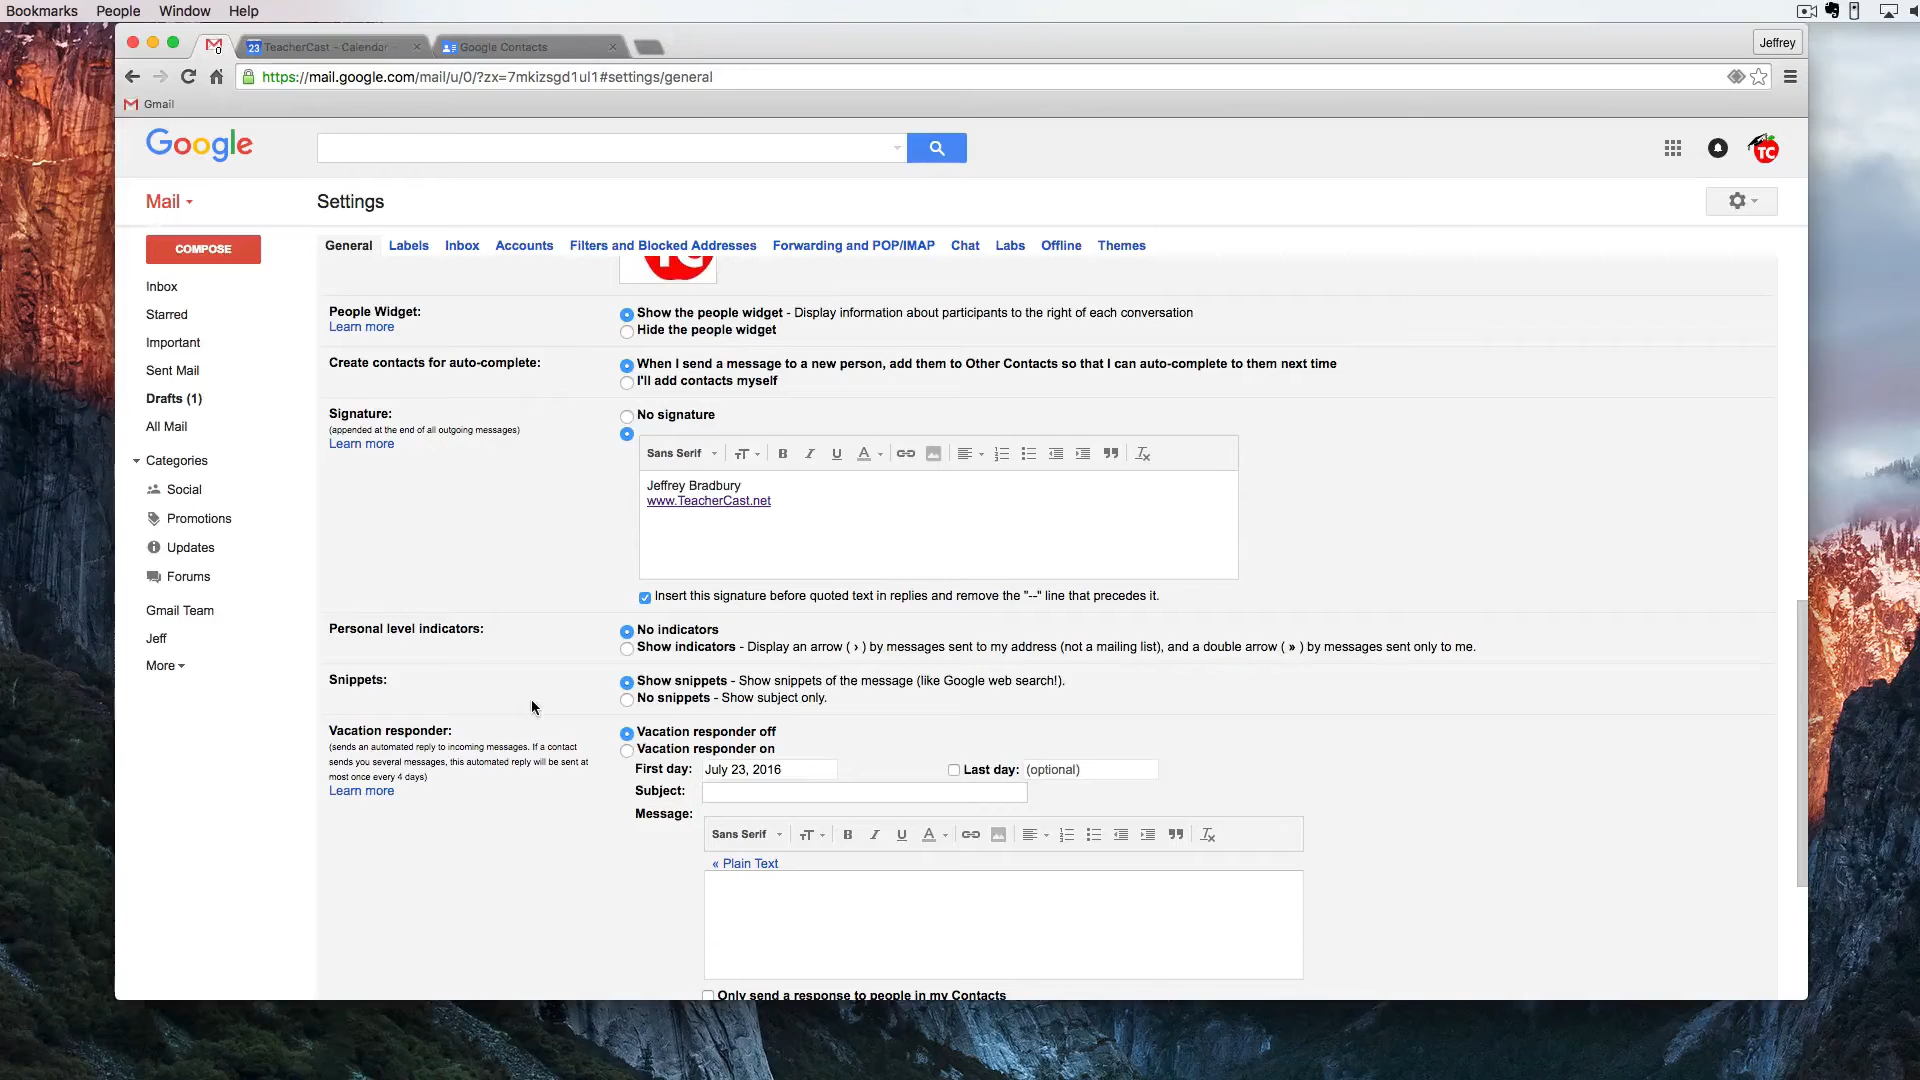 Bookmarks People Window Help
0 23 TeacherCast - Calendar Google Contacts Jeffrey
https://mail.google.com/mail/u/0/?zx=7mkizsgd1ul1#settings/general
Gmail
Google
TC
Mail Settings
COMPOSE
General Labels Inbox Accounts Filters and Blocked Addresses Forwarding and POP/IMAP Chat Labs Offline Themes
TC
Inbox
Starred
Important
Sent Mail
Drafts (1)
All Mail
Categories
Social
Promotions
Updates
Forums
Gmail Team
Jeff
More
People Widget:
Learn more
Show the people widget - Display information about participants to the right of each conversation
Hide the people widget
Create contacts for auto-complete:
When I send a message to a new person, add them to Other Contacts so that I can auto-complete to them next time
I'll add contacts myself
Signature:
(appended at the end of all outgoing messages)
Learn more
No signature
Sans Serif
Jeffrey Bradbury
www.TeacherCast.net
Insert this signature before quoted text in replies and remove the "--" line that precedes it.
Personal level indicators:
No indicators
Show indicators - Display an arrow ( › ) by messages sent to my address (not a mailing list), and a double arrow ( » ) by messages sent only to me.
Snippets:
Show snippets - Show snippets of the message (like Google web search!).
No snippets - Show subject only.
Vacation responder:
(sends an automated reply to incoming messages. If a contact
sends you several messages, this automated reply will be sent at
most once every 4 days)
Learn more
Vacation responder off
Vacation responder on
First day: July 23, 2016 Last day: (optional)
Subject:
Message:
Sans Serif
« Plain Text
Only send a response to people in my Contacts